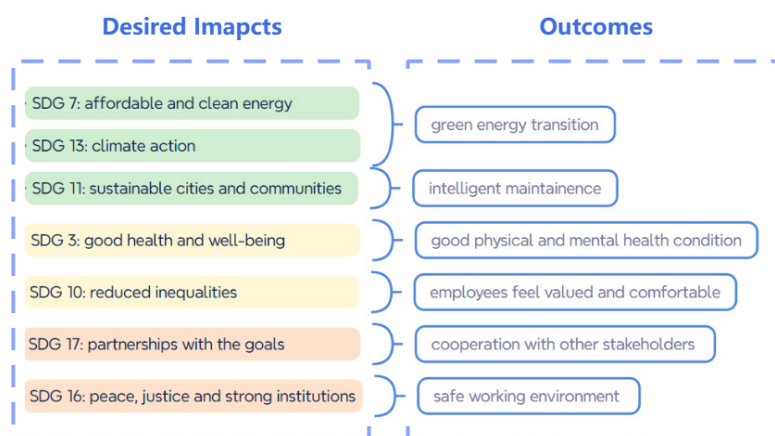 Desired Imapcts
Outcomes
SDG 7: affordable and clean energy
SDG 13: climate action
green energy transition
SDG 11: sustainable cities and communities
intelligent maintainence
SDG 3: good health and well-being
good physical and mental health condition
SDG 10: reduced inequalities
employees feel valued and comfortable
SDG 17: partnerships with the goals
cooperation with other stakeholders
SDG 16: peace, justice and strong institutions
safe working environment